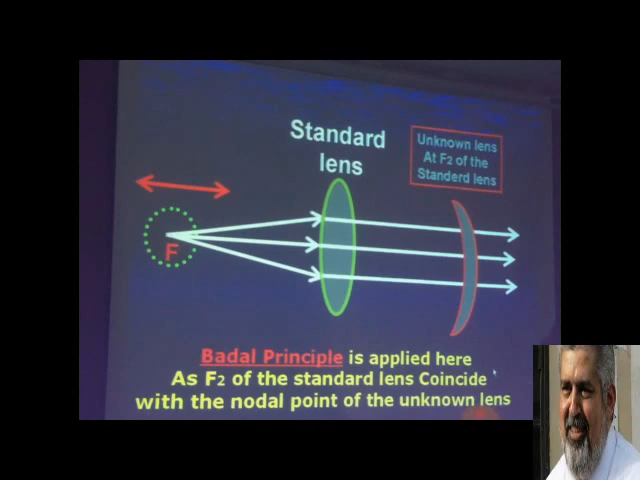 Standard
lens
Unknown lens
At F2 of the
Standerd lens
F
Badal Principle is applied here
As F2 of the standard lens Coincide
with the nodal point of the unknown lens